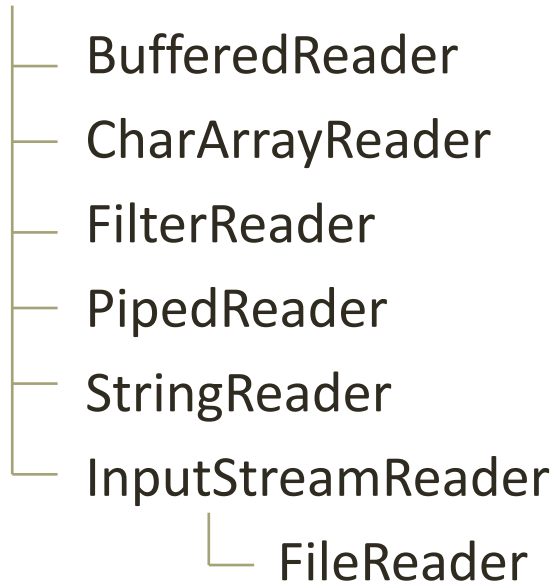 BufferedReader
CharArrayReader
FilterReader
PipedReader
StringReader
InputStreamReader
FileReader